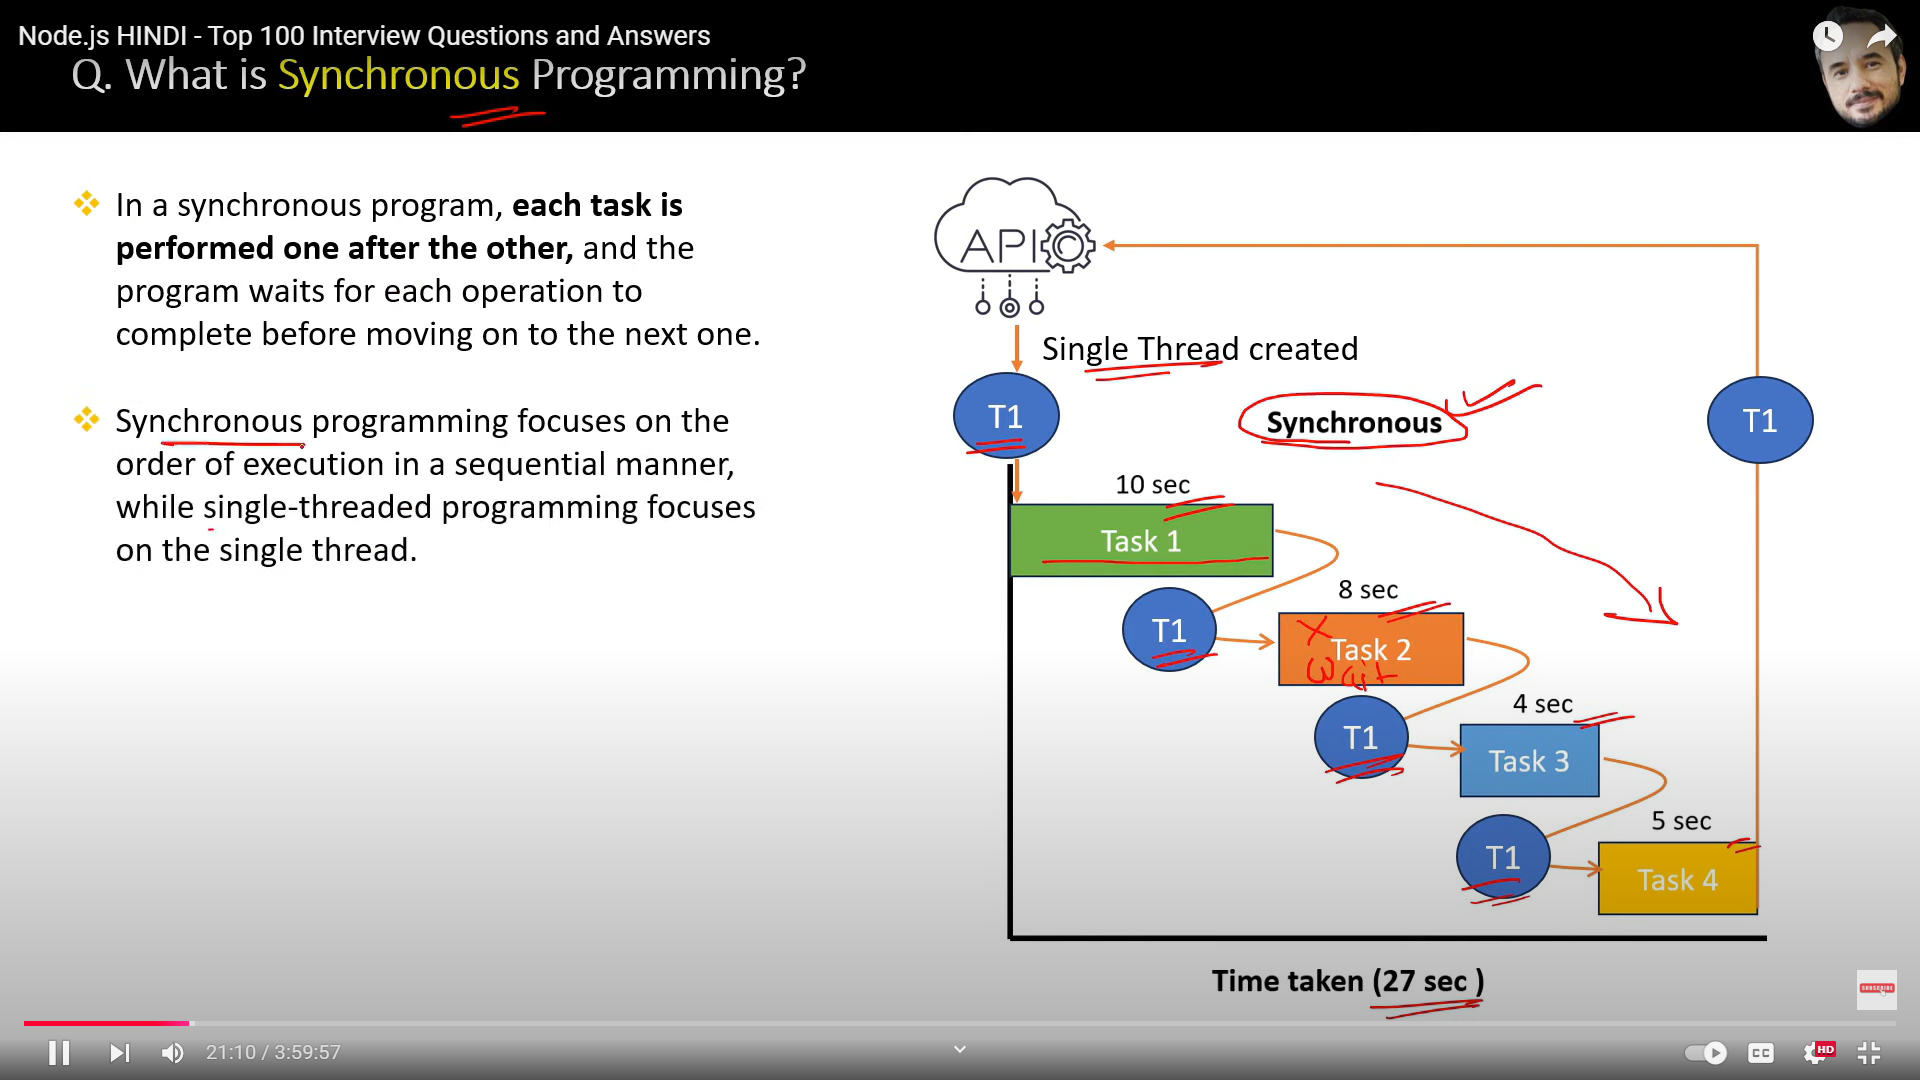 Node.js HINDI - Top 100 Interview Questions and Answers
Q. What is Synchronous Programming?
In a synchronous program, each task is
performed one after the other, and the
program waits for each operation to
complete before moving on to the next one.
Synchronous programming focuses on the
order of execution in a sequential manner,
while single-threaded programming focuses
on the single thread.
API
Single Thread created
T1
Synchronous
T1
10 sec
Task 1
8 sec
T1
X
Task 2
wait
4 sec
T1
Task 3
5 sec
T1
Task 4
Time taken (27 sec )
SUBSCRIBE
21:10 / 3:59:57
CC
HD